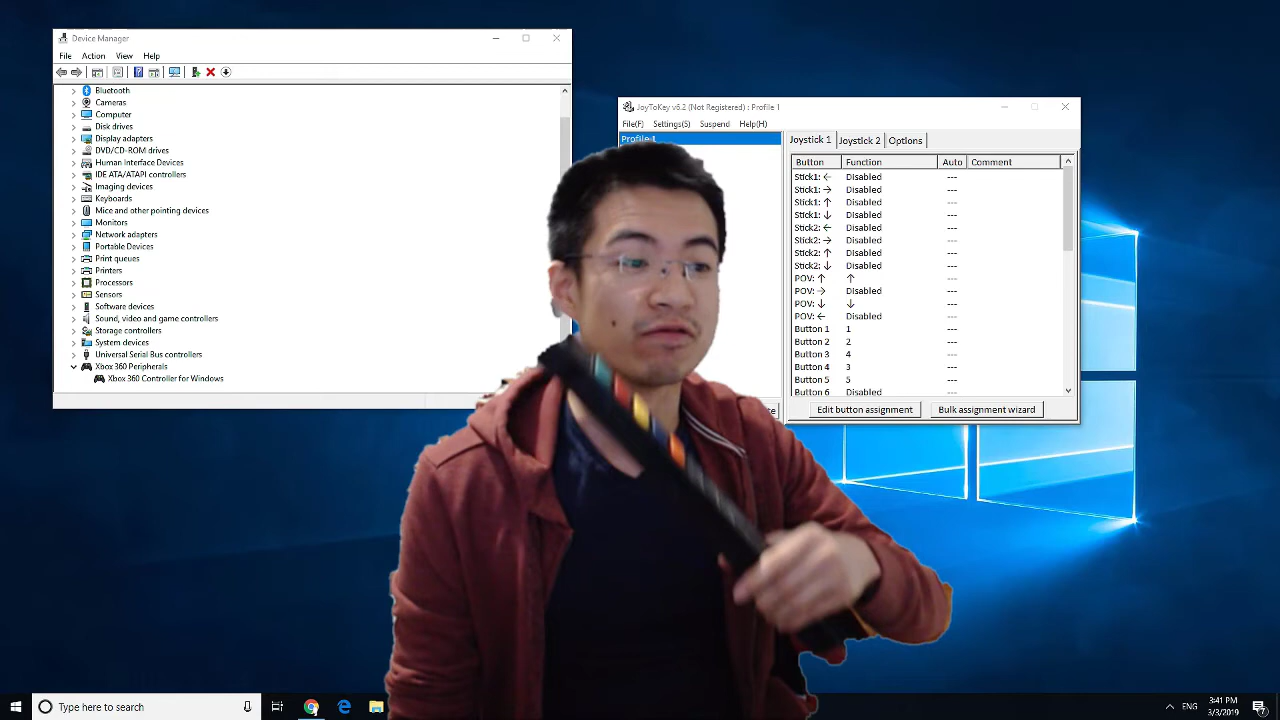 Device Manager
File Action View Help
Bluetooth
Cameras
Computer
Disk drives
Display adapters
DVD/CD-ROM drives
Human Interface Devices
IDE ATA/ATAPI controllers
Imaging devices
Keyboards
Mice and other pointing devices
Monitors
Network adapters
Portable Devices
Print queues
Printers
Processors
Sensors
Software devices
Sound, video and game controllers
Storage controllers
System devices
Universal Serial Bus controllers
Xbox 360 Peripherals
Xbox 360 Controller for Windows
JoyToKey v6.2 (Not Registered) : Profile 1
File(F) Settings(S) Suspend Help(H)
Profile 1
Joystick 1 Joystick 2 Options
Button Function Auto Comment
Stick1: ← Disabled ---
Stick1: → Disabled ---
Stick1: ↑ Disabled ---
Stick1: ↓ Disabled ---
Stick2: ← Disabled ---
Stick2: → Disabled ---
Stick2: ↑ Disabled ---
Stick2: ↓ Disabled ---
POV: ↑ ↑ ---
POV: → Disabled ---
POV: ↓ ↓ ---
POV: ← Disabled ---
Button 1 1 ---
Button 2 2 ---
Button 3 4 ---
Button 4 3 ---
Button 5 5 ---
Button 6 Disabled ---
Edit button assignment Bulk assignment wizard
Type here to search
ENG
3:41 PM
3/3/2019